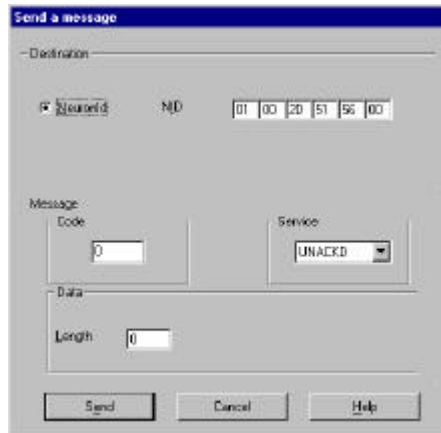 Send a message
Destination
NeuronId NID 01 00 2D 51 56 00
Message
Code Service
0 UNACKD
Data
Length 0
Send Cancel Help